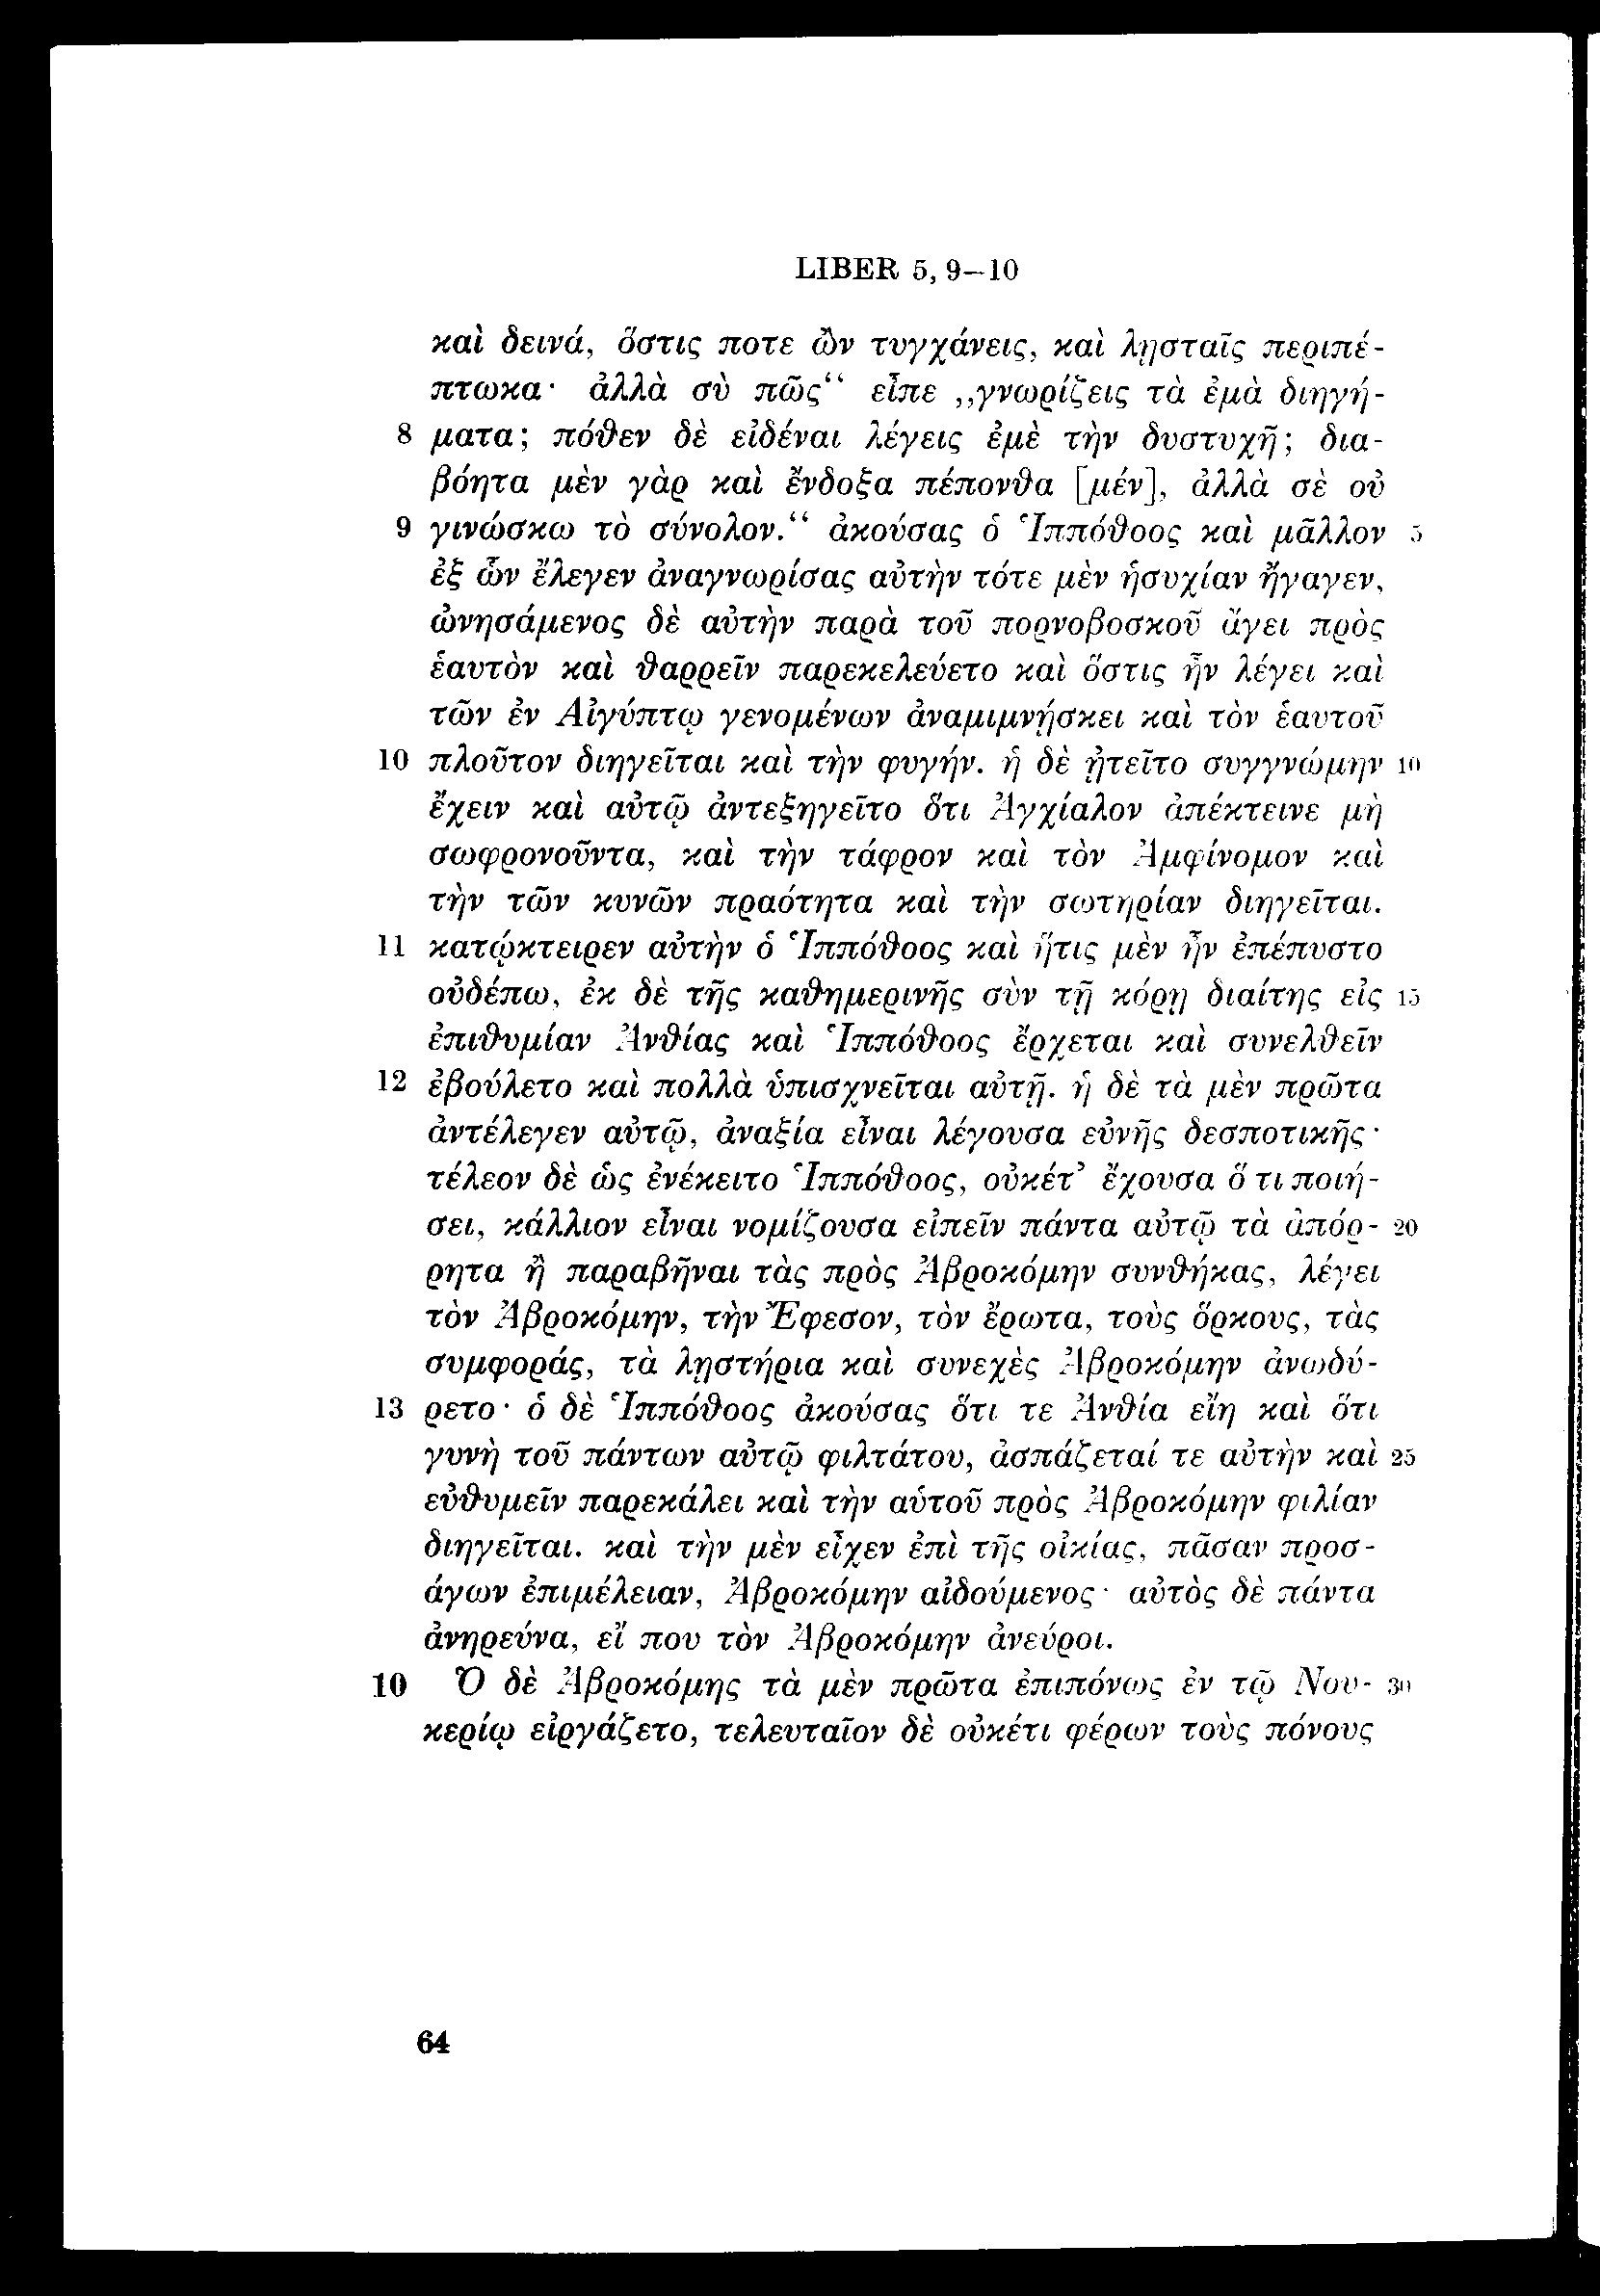 LIBER 5, 9–10
καὶ δεινά, ὅστις ποτε ὢν τυγχάνεις, καὶ λῃσταῖς περιπέ-
πτωκα· ἀλλὰ σὺ πῶς“ εἶπε „γνωρίζεις τὰ ἐμὰ διηγή-
8 ματα; πόθεν δὲ εἰδέναι λέγεις ἐμὲ τὴν δυστυχῆ; δια-
βόητα μὲν γὰρ καὶ ἔνδοξα πέπονθα [μέν], ἀλλὰ σὲ οὐ
9 γινώσκω τὸ σύνολον.“ ἀκούσας ὁ Ἱππόθοος καὶ μᾶλλον 5
ἐξ ὧν ἔλεγεν ἀναγνωρίσας αὐτὴν τότε μὲν ἡσυχίαν ἤγαγεν,
ὠνησάμενος δὲ αὐτὴν παρὰ τοῦ πορνοβοσκοῦ ἄγει πρὸς
ἑαυτὸν καὶ θαρρεῖν παρεκελεύετο καὶ ὅστις ἦν λέγει καὶ
τῶν ἐν Αἰγύπτῳ γενομένων ἀναμιμνῄσκει καὶ τὸν ἑαυτοῦ
10 πλοῦτον διηγεῖται καὶ τὴν φυγήν. ἡ δὲ ᾐτεῖτο συγγνώμην 10
ἔχειν καὶ αὐτῷ ἀντεξηγεῖτο ὅτι Ἀγχίαλον ἀπέκτεινε μὴ
σωφρονοῦντα, καὶ τὴν τάφρον καὶ τὸν Ἀμφίνομον καὶ
τὴν τῶν κυνῶν πραότητα καὶ τὴν σωτηρίαν διηγεῖται.
11 κατῴκτειρεν αὐτὴν ὁ Ἱππόθοος καὶ ἥτις μὲν ἦν ἐπέπυστο
οὐδέπω, ἐκ δὲ τῆς καθημερινῆς σὺν τῇ κόρῃ διαίτης εἰς 15
ἐπιθυμίαν Ἀνθίας καὶ Ἱππόθοος ἔρχεται καὶ συνελθεῖν
12 ἐβούλετο καὶ πολλὰ ὑπισχνεῖται αὐτῇ. ἡ δὲ τὰ μὲν πρῶτα
ἀντέλεγεν αὐτῷ, ἀναξία εἶναι λέγουσα εὐνῆς δεσποτικῆς·
τέλεον δὲ ὡς ἐνέκειτο Ἱππόθοος, οὐκέτ’ ἔχουσα ὅ τι ποιή-
σει, κάλλιον εἶναι νομίζουσα εἰπεῖν πάντα αὐτῷ τὰ ἀπόρ- 20
ρητα ἢ παραβῆναι τὰς πρὸς Ἁβροκόμην συνθήκας, λέγει
τὸν Ἁβροκόμην, τὴν Ἔφεσον, τὸν ἔρωτα, τοὺς ὅρκους, τὰς
συμφοράς, τὰ λῃστήρια καὶ συνεχὲς Ἁβροκόμην ἀνωδύ-
13 ρετο· ὁ δὲ Ἱππόθοος ἀκούσας ὅτι τε Ἀνθία εἴη καὶ ὅτι
γυνὴ τοῦ πάντων αὐτῷ φιλτάτου, ἀσπάζεταί τε αὐτὴν καὶ 25
εὐθυμεῖν παρεκάλει καὶ τὴν αὑτοῦ πρὸς Ἁβροκόμην φιλίαν
διηγεῖται. καὶ τὴν μὲν εἶχεν ἐπὶ τῆς οἰκίας, πᾶσαν προσ-
άγων ἐπιμέλειαν, Ἁβροκόμην αἰδούμενος· αὐτὸς δὲ πάντα
ἀνηρεύνα, εἴ που τὸν Ἁβροκόμην ἀνεύροι.
10 Ὁ δὲ Ἁβροκόμης τὰ μὲν πρῶτα ἐπιπόνως ἐν τῷ Νου- 30
κερίῳ εἰργάζετο, τελευταῖον δὲ οὐκέτι φέρων τοὺς πόνους
64